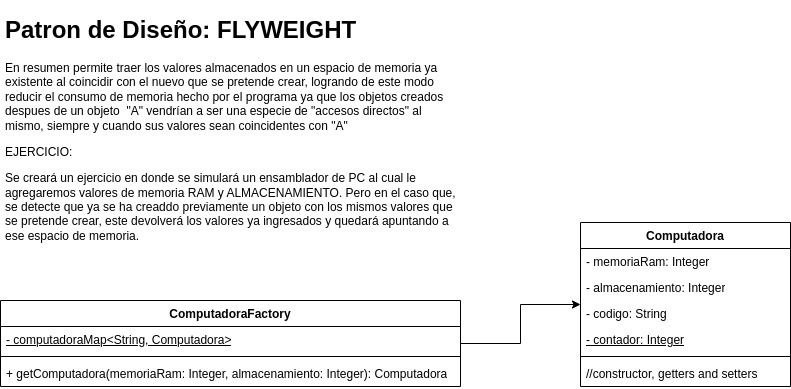 Patron de Diseño: FLYWEIGHT
En resumen permite traer los valores almacenados en un espacio de memoria ya
existente al coincidir con el nuevo que se pretende crear, logrando de este modo
reducir el consumo de memoria hecho por el programa ya que los objetos creados
despues de un objeto  "A" vendrían a ser una especie de "accesos directos" al
mismo, siempre y cuando sus valores sean coincidentes con "A"
EJERCICIO:
Se creará un ejercicio en donde se simulará un ensamblador de PC al cual le
agregaremos valores de memoria RAM y ALMACENAMIENTO. Pero en el caso que,
se detecte que ya se ha creaddo previamente un objeto con los mismos valores que
se pretende crear, este devolverá los valores ya ingresados y quedará apuntando a
ese espacio de memoria.
Computadora
- memoriaRam: Integer
- almacenamiento: Integer
- codigo: String
- contador: Integer
//constructor, getters and setters
ComputadoraFactory
- computadoraMap<String, Computadora>
+ getComputadora(memoriaRam: Integer, almacenamiento: Integer): Computadora